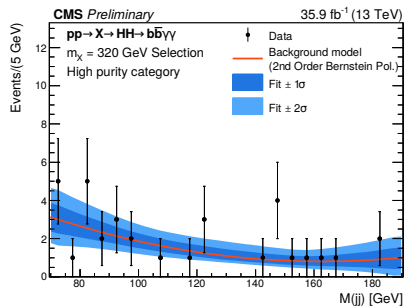 CMS Preliminary 35.9 fb⁻¹ (13 TeV)
pp→X→HH→bb̅γγ
m_X = 320 GeV Selection
High purity category
Data
Background model
(2nd Order Bernstein Pol.)
Fit ± 1σ
Fit ± 2σ
Events/(5 GeV)
12
10
8
6
4
2
0
80 100 120 140 160 180
M(jj) [GeV]